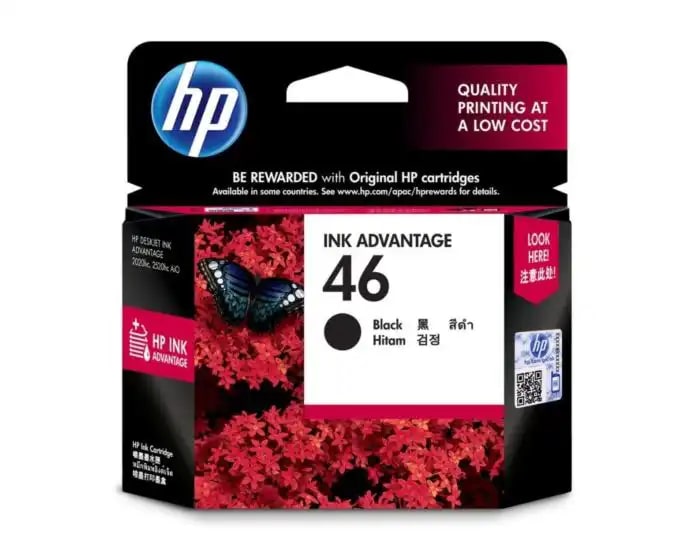 hp
QUALITY
PRINTING AT
A LOW COST
BE REWARDED with Original HP cartridges
Available in some countries. See www.hp.com/apac/hprewards for details.
HP DESKJET INK
ADVANTAGE
2020hc, 2520hc AiO
HP INK
ADVANTAGE
HP Ink Cartridge
INK ADVANTAGE
46
Black 黑 สีดำ
Hitam 검정
LOOK
HERE!
注意此处!
hp